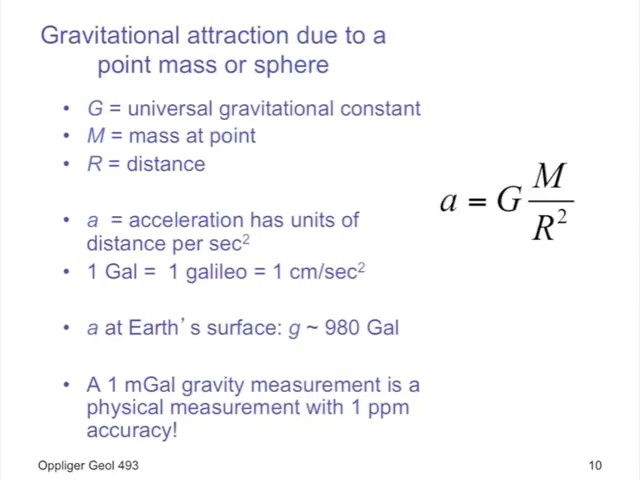 Gravitational attraction due to a
point mass or sphere
• G = universal gravitational constant
• M = mass at point
• R = distance
a = G M / R²
• a = acceleration has units of
distance per sec²
• 1 Gal = 1 galileo = 1 cm/sec²
• a at Earth's surface: g ~ 980 Gal
• A 1 mGal gravity measurement is a
physical measurement with 1 ppm
accuracy!
Oppliger Geol 493
10